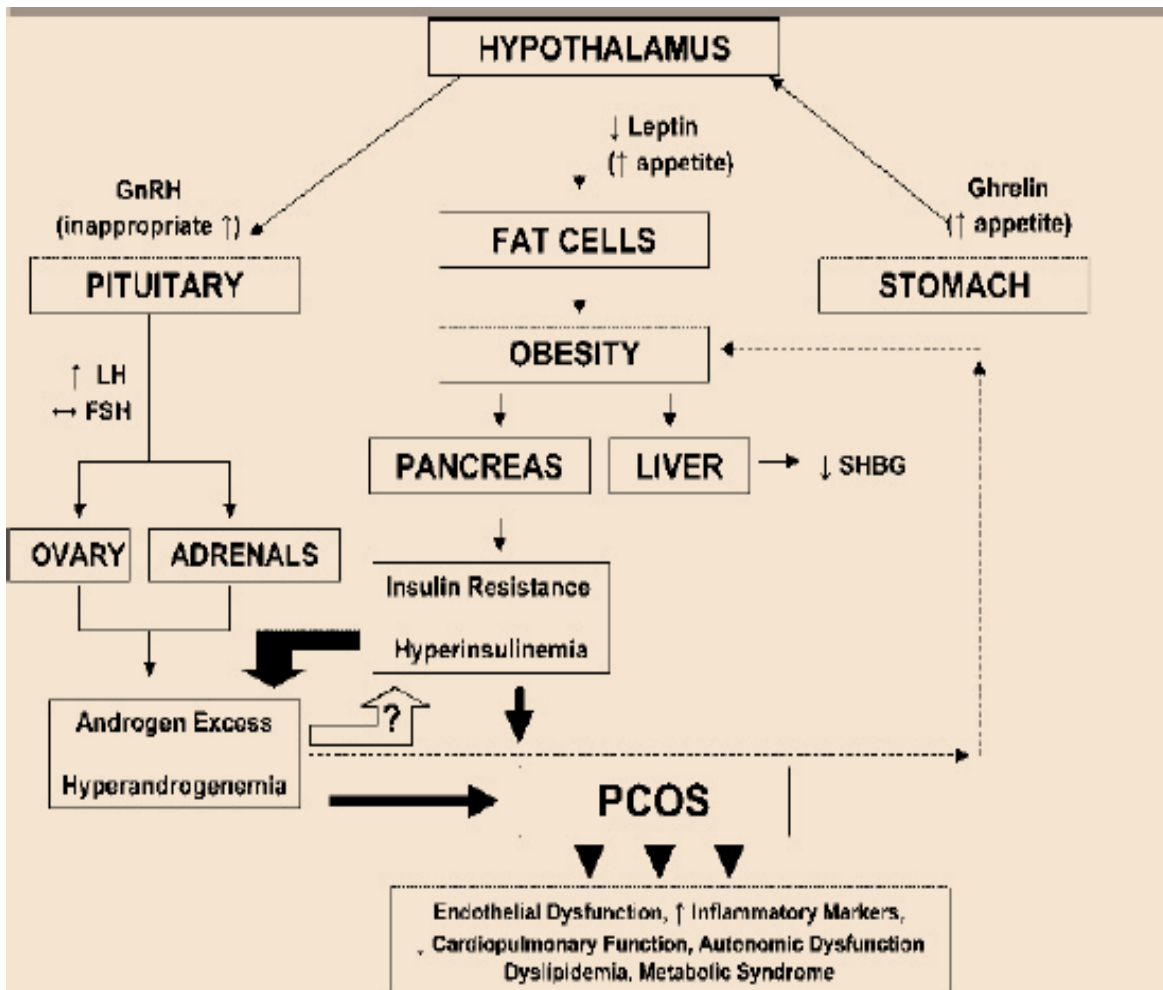 HYPOTHALAMUS
↓ Leptin
(↑ appetite)
GnRH
(inappropriate ↑)
Ghrelin
(↑ appetite)
FAT CELLS
PITUITARY
STOMACH
OBESITY
↑ LH
↔ FSH
PANCREAS
LIVER
↓ SHBG
OVARY
ADRENALS
Insulin Resistance
Hyperinsulinemia
Androgen Excess
Hyperandrogenemia
?
PCOS
Endothelial Dysfunction, ↑ Inflammatory Markers,
↓ Cardiopulmonary Function, Autonomic Dysfunction
Dyslipidemia, Metabolic Syndrome